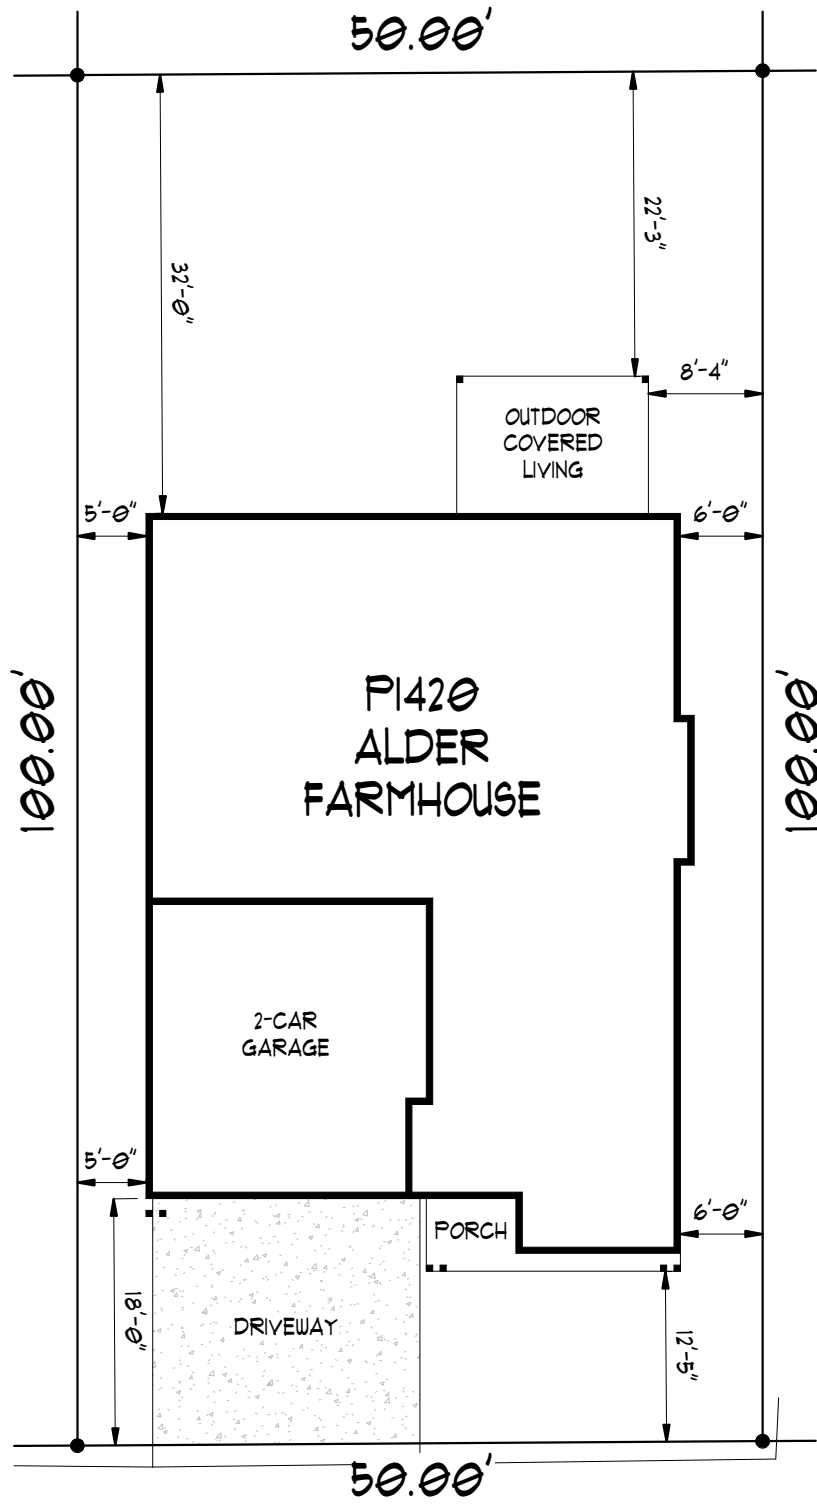 50.00'
22'-3"
32'-0"
8'-4"
OUTDOOR
COVERED
LIVING
5'-0"
6'-0"
100.00'
P1420
ALDER
FARMHOUSE
100.00'
2-CAR
GARAGE
5'-0"
6'-0"
PORCH
18'-0"
DRIVEWAY
12'-5"
50.00'